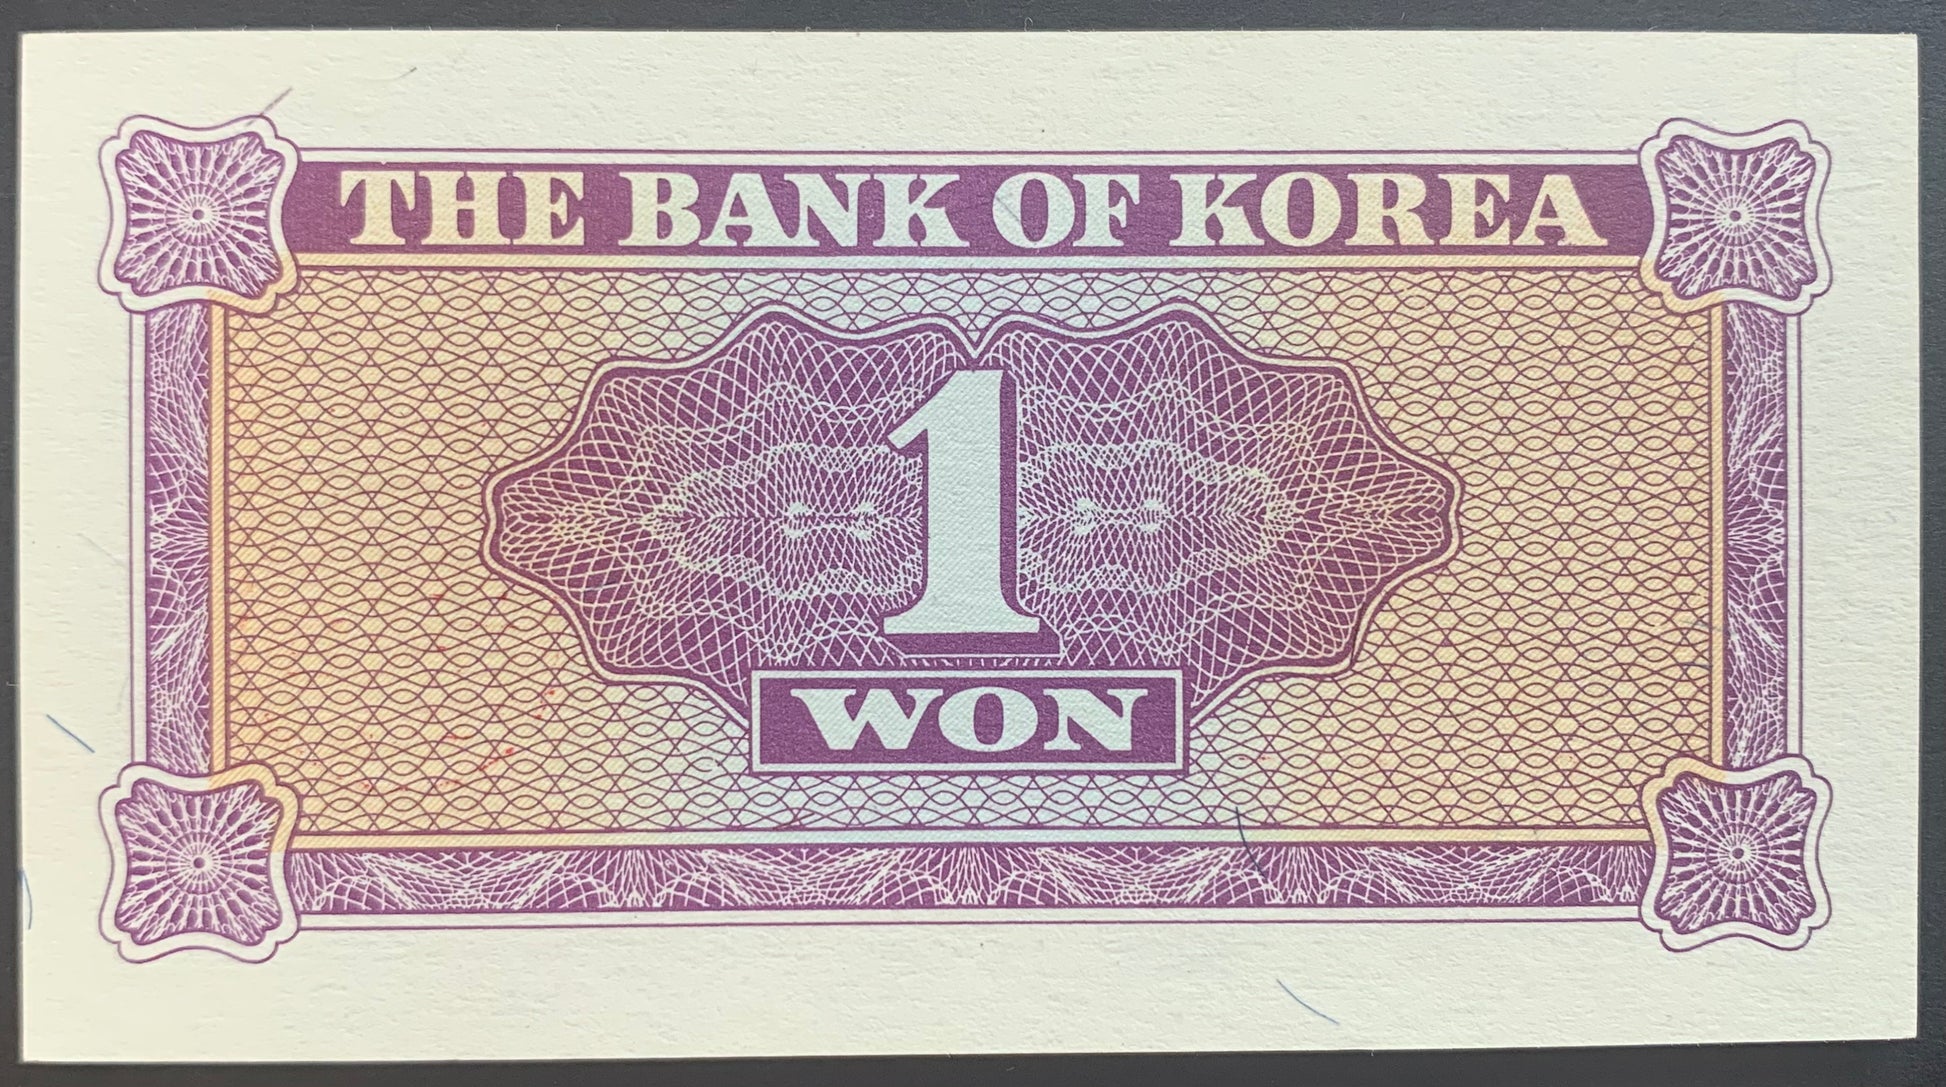 THE BANK OF KOREA
1
WON